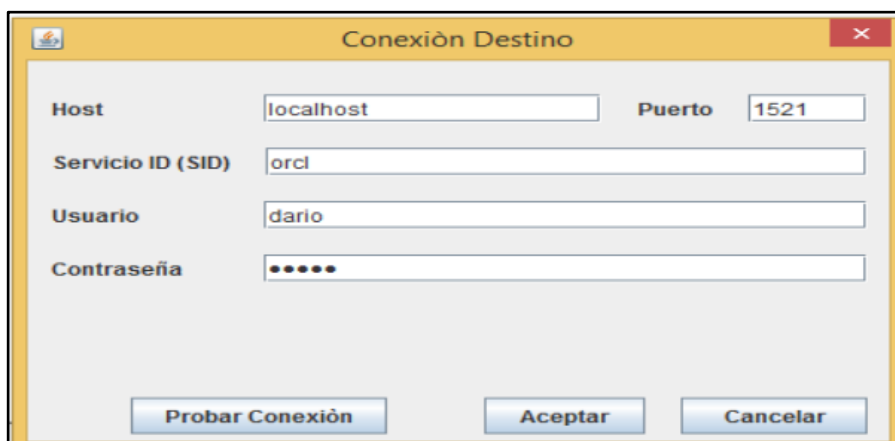 Conexiòn Destino
Host localhost Puerto 1521
Servicio ID (SID) orcl
Usuario dario
Contraseña •••••
Probar Conexiòn Aceptar Cancelar